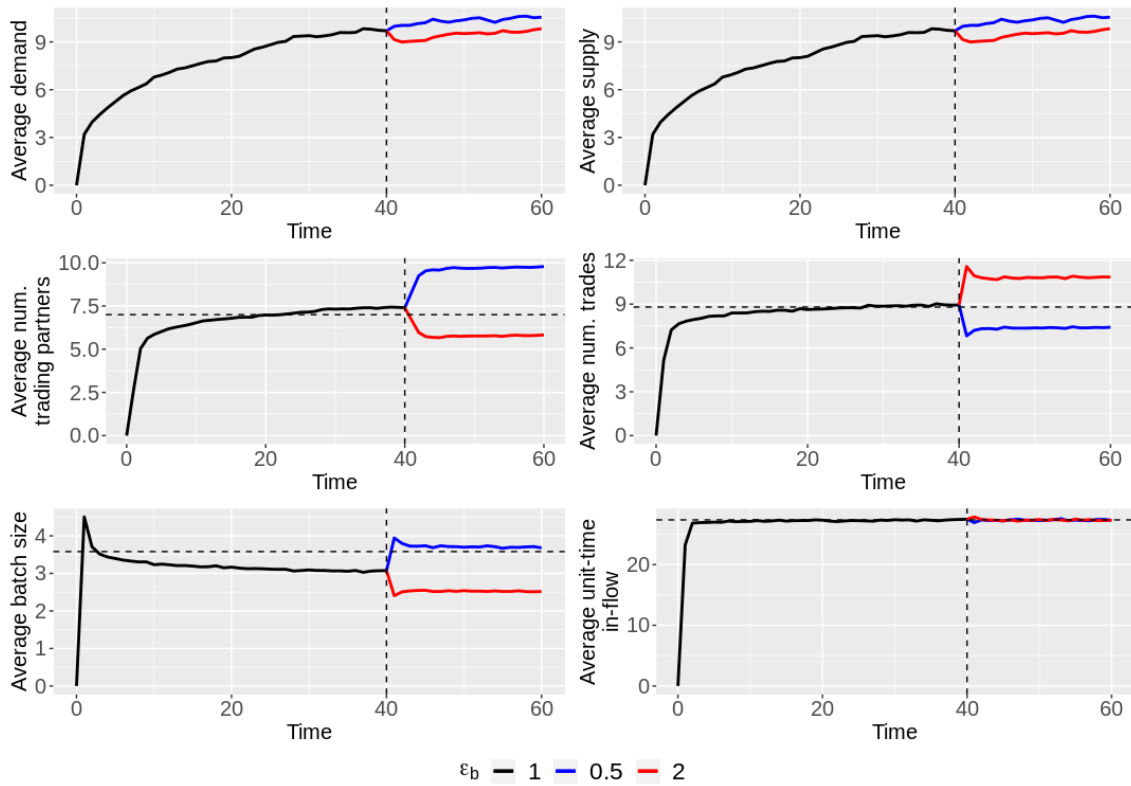 Average demand
9
6
3
0
0 20 40 60
Time
Average supply
9
6
3
0
0 20 40 60
Time
Average num.
trading partners
10.0
7.5
5.0
2.5
0.0
0 20 40 60
Time
Average num. trades
12
9
6
3
0
0 20 40 60
Time
Average batch size
4
3
2
1
0
0 20 40 60
Time
Average unit-time
in-flow
20
10
0
0 20 40 60
Time
εb 1 0.5 2